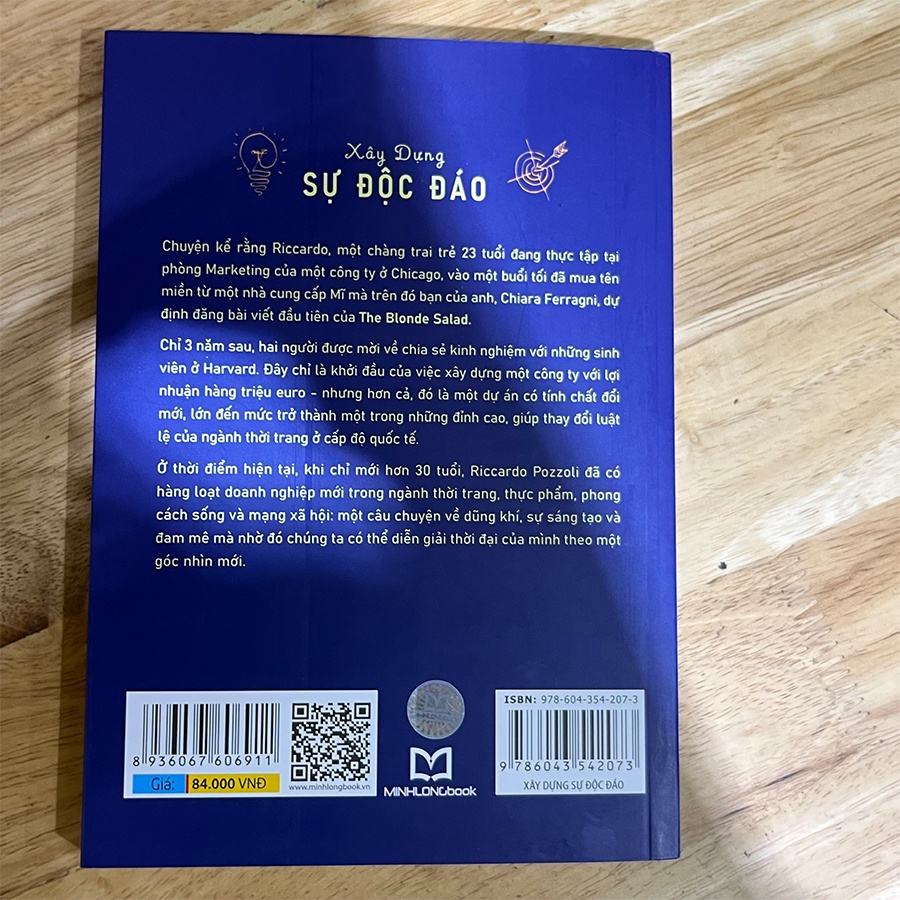 Xây Dựng
SỰ ĐỘC ĐÁO
Chuyện kể rằng Riccardo, một chàng trai trẻ 23 tuổi đang thực tập tại
phòng Marketing của một công ty ở Chicago, vào một buổi tối đã mua tên
miền từ một nhà cung cấp Mĩ mà trên đó bạn của anh, Chiara Ferragni, dự
định đăng bài viết đầu tiên của The Blonde Salad.
Chỉ 3 năm sau, hai người được mời về chia sẻ kinh nghiệm với những sinh
viên ở Harvard. Đây chỉ là khởi đầu của việc xây dựng một công ty với lợi
nhuận hàng triệu euro - nhưng hơn cả, đó là một dự án có tính chất đổi
mới, lớn đến mức trở thành một trong những đỉnh cao, giúp thay đổi luật
lệ của ngành thời trang ở cấp độ quốc tế.
Ở thời điểm hiện tại, khi chỉ mới hơn 30 tuổi, Riccardo Pozzoli đã có
hàng loạt doanh nghiệp mới trong ngành thời trang, thực phẩm, phong
cách sống và mạng xã hội: một câu chuyện về dũng khí, sự sáng tạo và
đam mê mà nhờ đó chúng ta có thể diễn giải thời đại của mình theo một
góc nhìn mới.
8 936067 606911
Giá: 84.000 VNĐ
www.minhlongbook.vn
MINHLONGbook
ISBN: 978-604-354-207-3
9 786043 542073
XÂY DỰNG SỰ ĐỘC ĐÁO